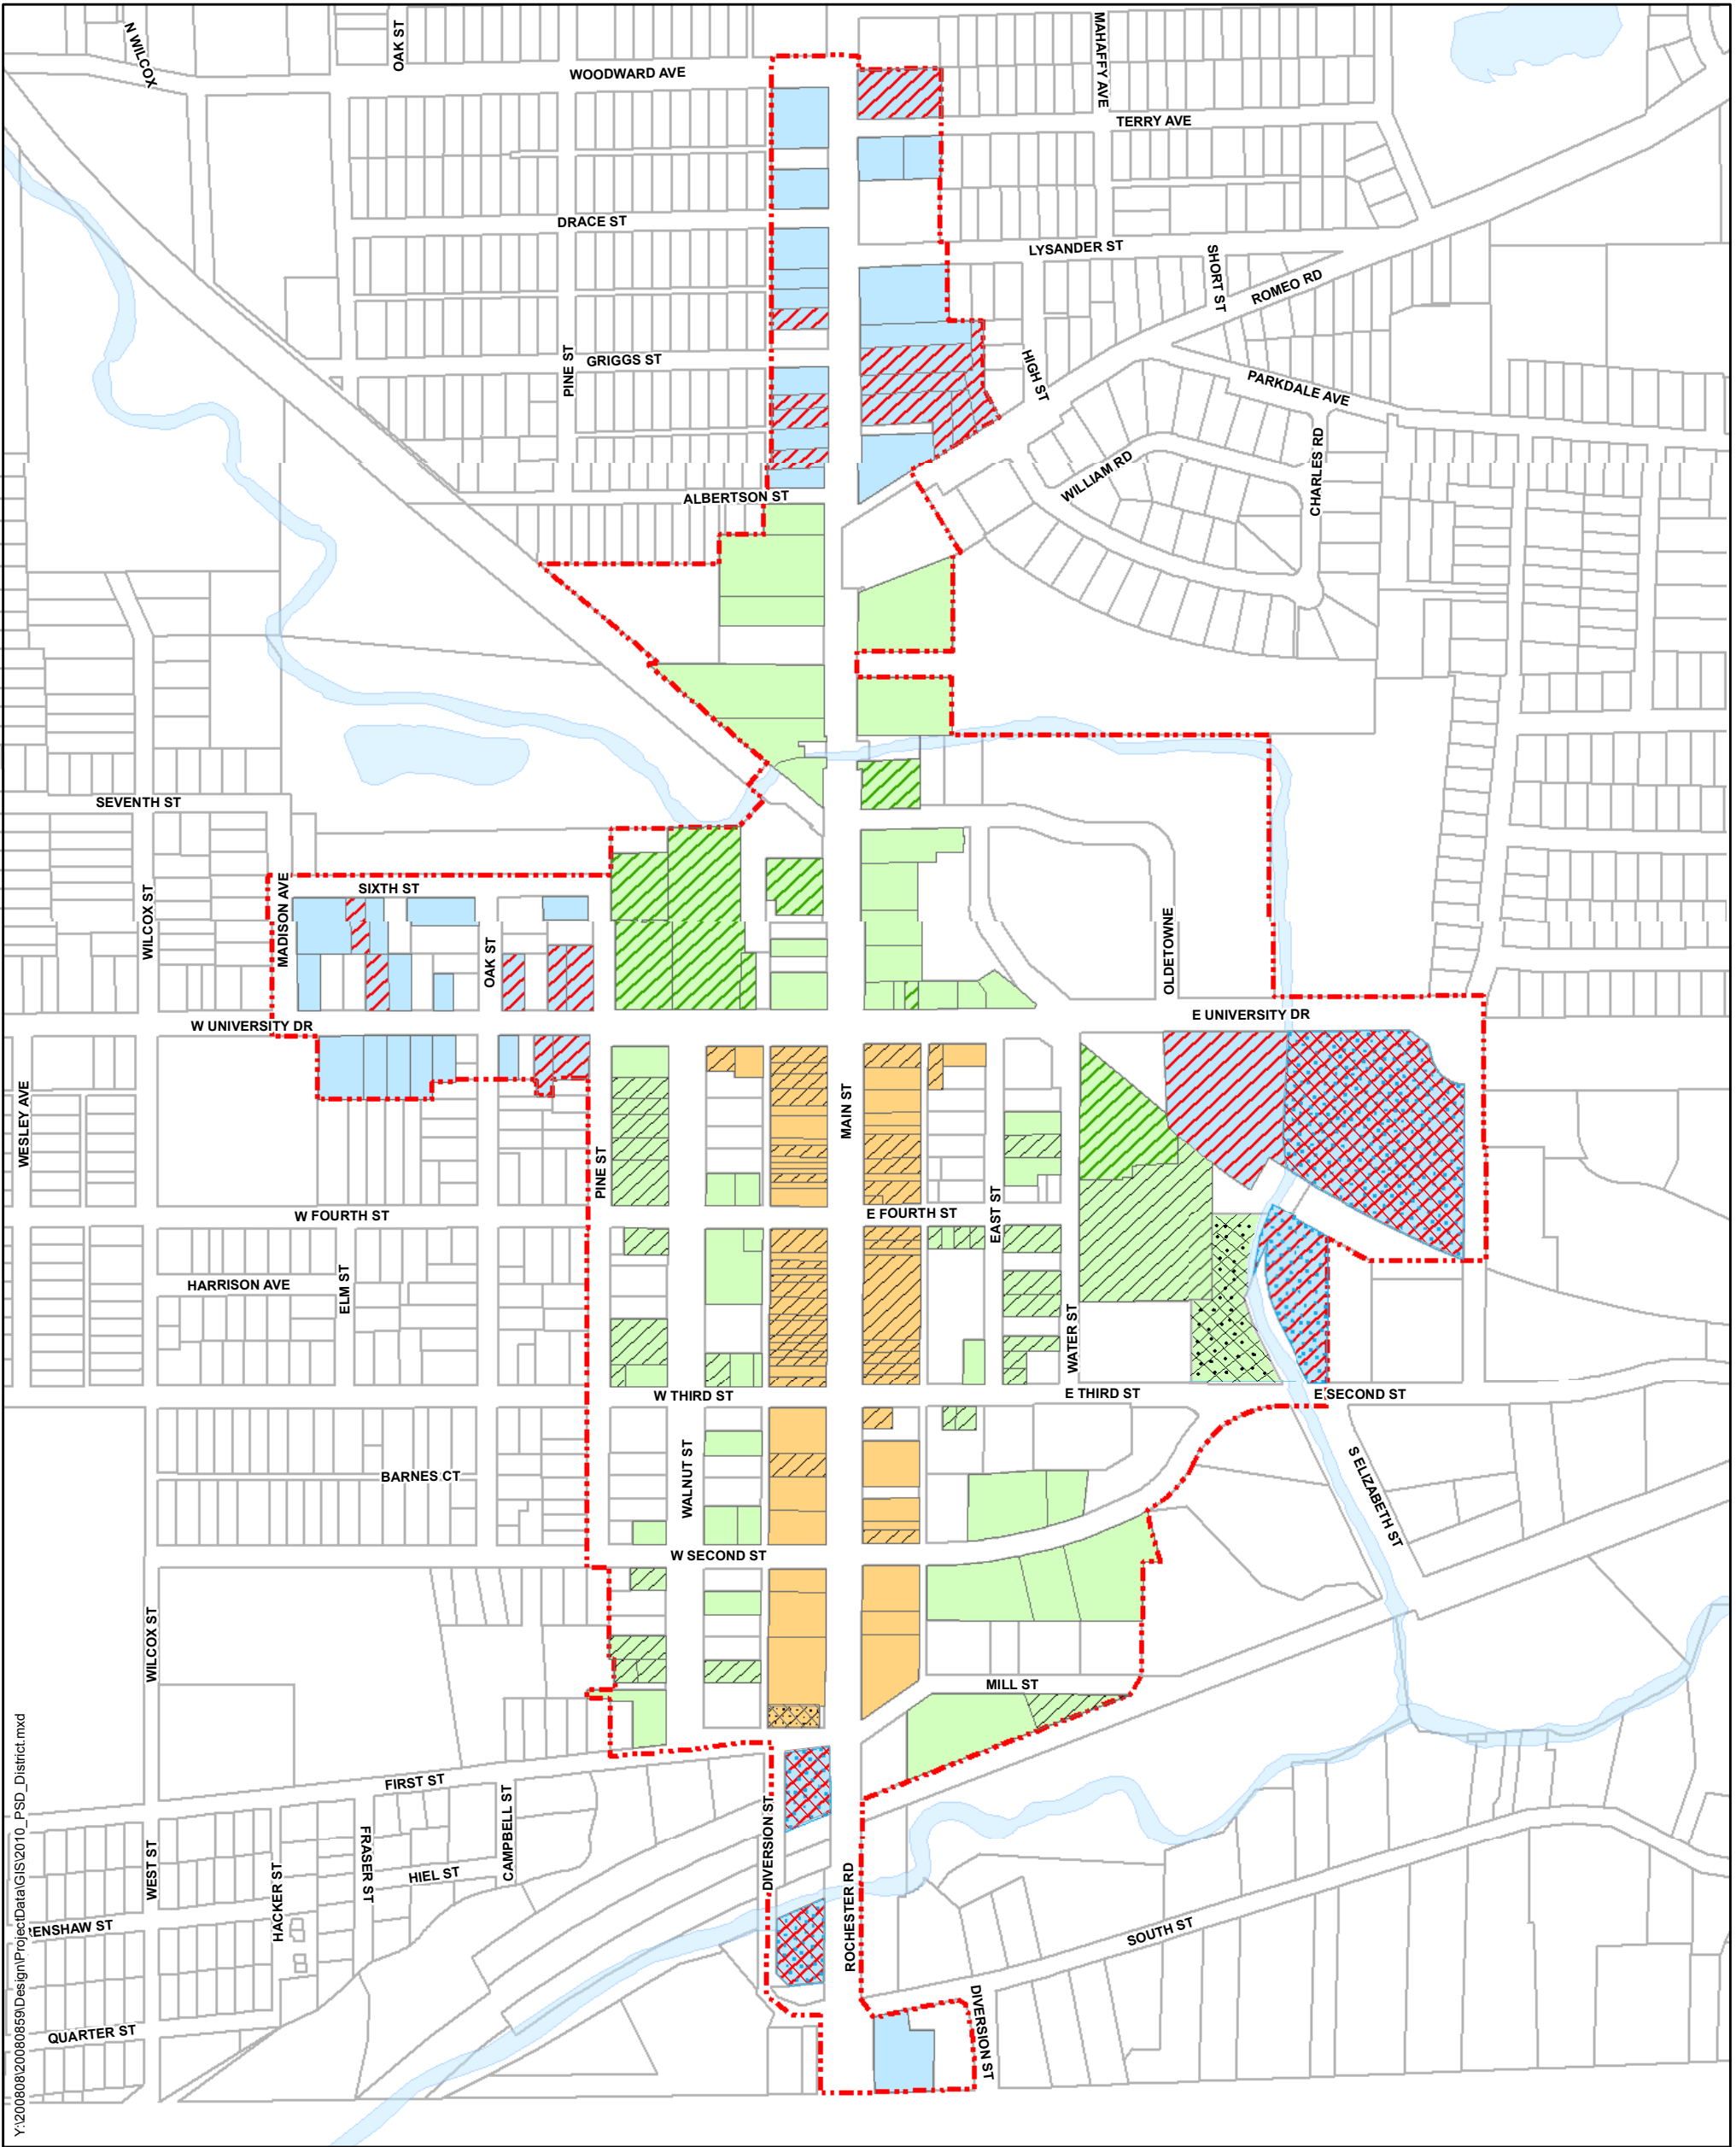 N WILCOX
OAK ST
WOODWARD AVE
MAHAFFY AVE
TERRY AVE
DRACE ST
LYSANDER ST
SHORT ST
ROMEO RD
PINE ST
GRIGGS ST
HIGH ST
PARKDALE AVE
WILLIAM RD
CHARLES RD
ALBERTSON ST
SEVENTH ST
WILCOX ST
MADISON AVE
SIXTH ST
OAK ST
OLDETOWNE
W UNIVERSITY DR
E UNIVERSITY DR
WESLEY AVE
PINE ST
MAIN ST
EAST ST
W FOURTH ST
E FOURTH ST
HARRISON AVE
ELM ST
WATER ST
W THIRD ST
E THIRD ST
E SECOND ST
BARNES CT
WALNUT ST
S ELIZABETH ST
W SECOND ST
WILCOX ST
MILL ST
FIRST ST
WEST ST
HACKER ST
FRASER ST
HIEL ST
CAMPBELL ST
DIVERSION ST
ROCHESTER RD
RENSHAW ST
SOUTH ST
QUARTER ST
DIVERSION ST
Y:\200808\20080859\Design\ProjectData\GIS\2010_PSD_District.mxd